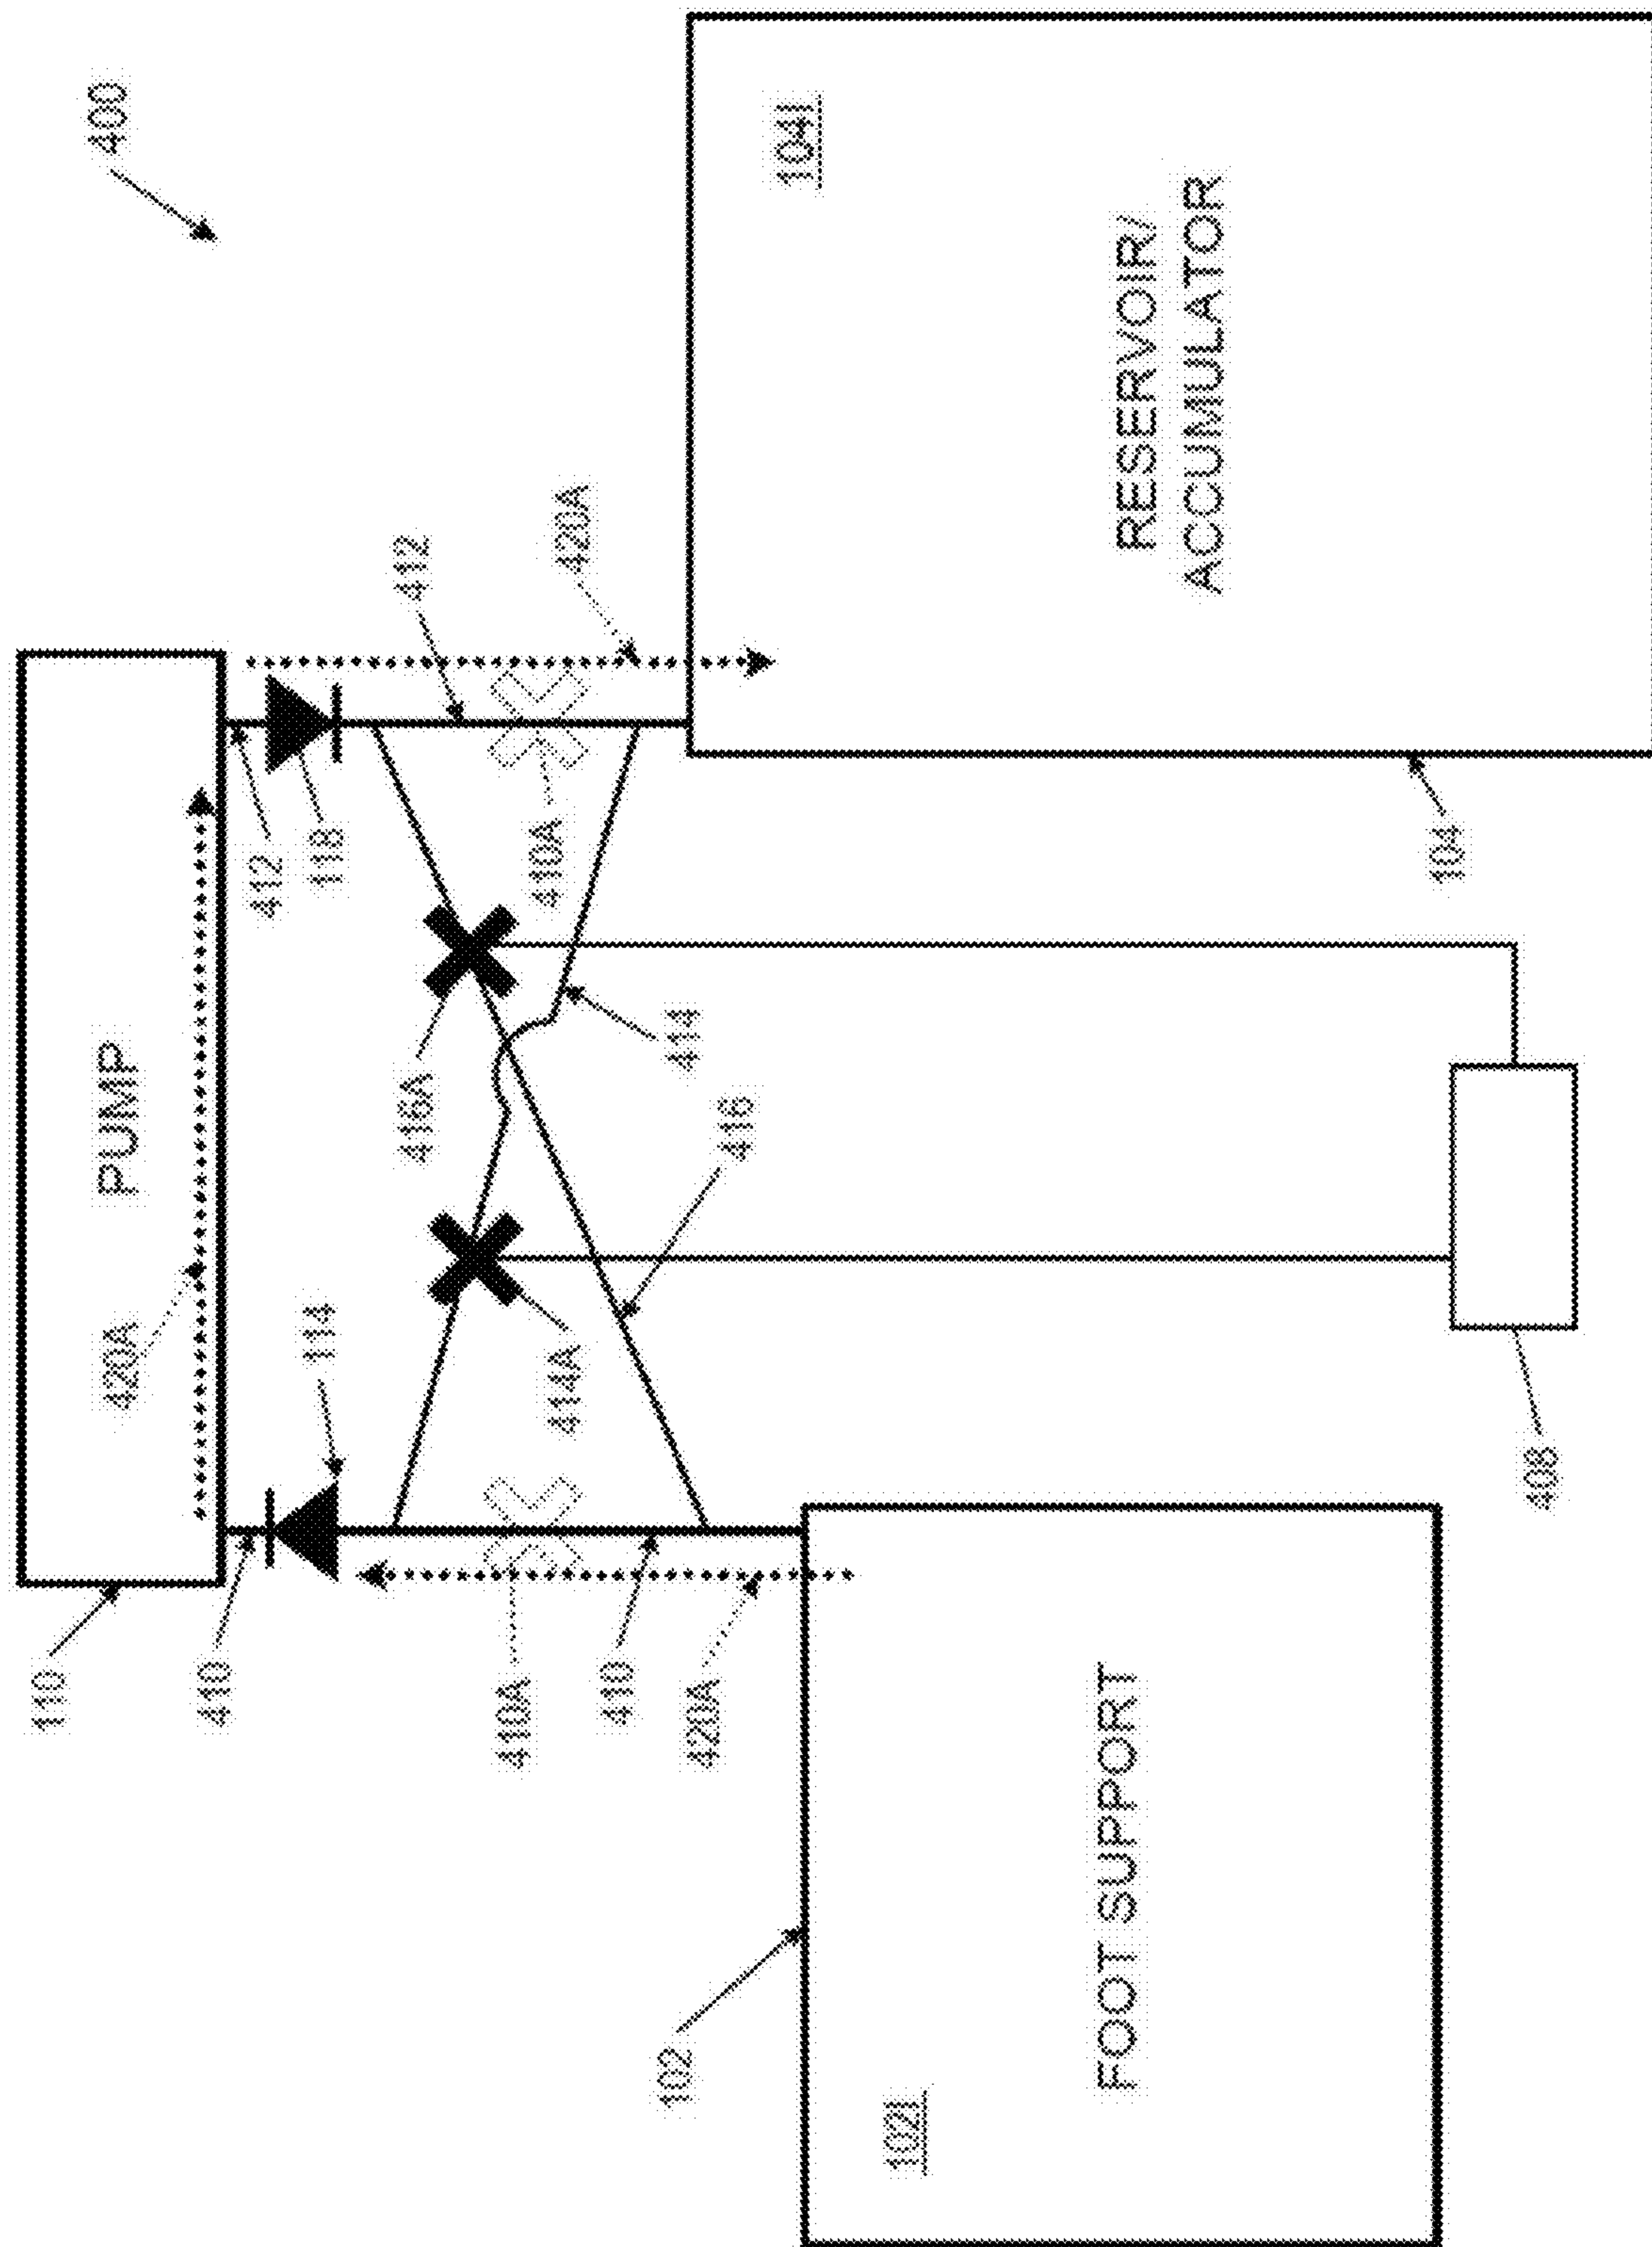 400
PUMP
110
420A
410
114
412
118
412
420A
410A
416A
414
416
414A
410A
410
420A
102
102I
FOOT SUPPORT
104I
RESERVOIR/
ACCUMULATOR
104
408